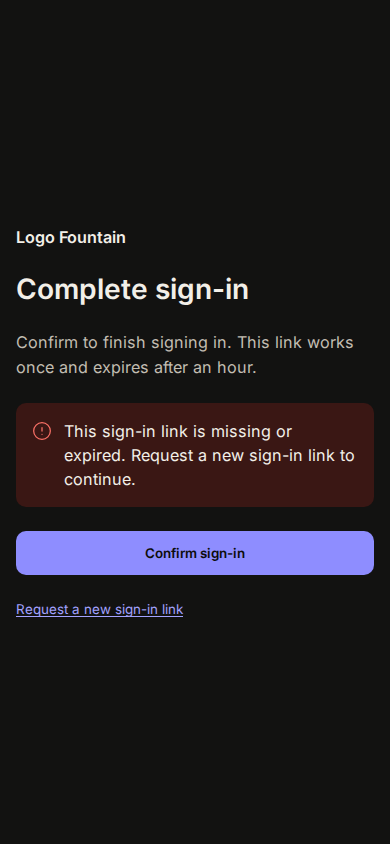 Logo Fountain
Complete sign-in
Confirm to finish signing in. This link works
once and expires after an hour.
This sign-in link is missing or
expired. Request a new sign-in link to
continue.
Confirm sign-in
Request a new sign-in link